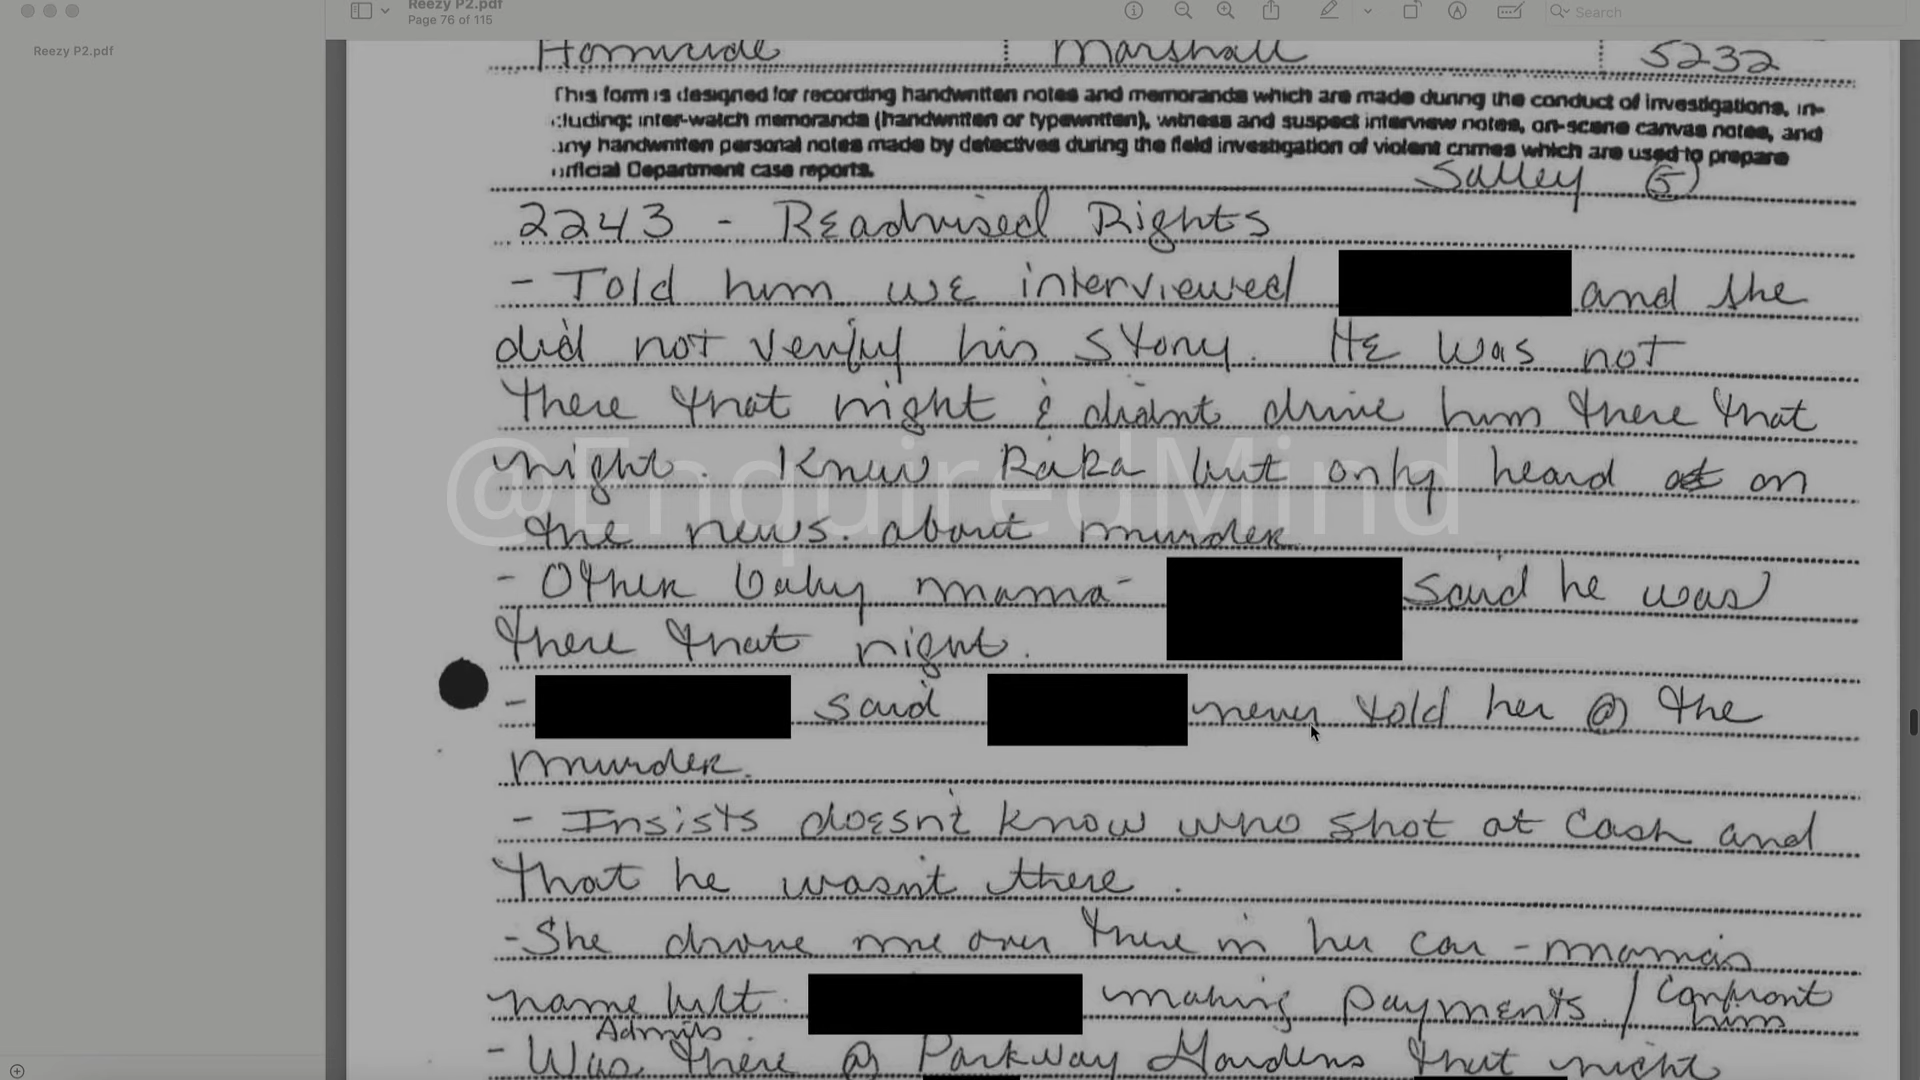 Reezy P2.pdf
Page 76 of 115
Search
Reezy P2.pdf
Homicide Marshall 5232
This form is designed for recording handwritten notes and memoranda which are made during the conduct of investigations, in-
cluding: inter-watch memoranda (handwritten or typewritten), witness and suspect interview notes, on-scene canvas notes, and
any handwritten personal notes made by detectives during the field investigation of violent crimes which are used to prepare
official Department case reports.
Salley (5)
2243 - Readvised Rights
- Told him we interviewed and she
did not verify his story. He was not
there that night & didnt drive him there that
night. Knew Raka but only heard on
the news. about murder
- Other baby mama - said he was
there that night.
- said never told her @ the
murder.
- Insists doesn't know who shot at Cash and
that he wasn't there.
- She drove me over there in her car - mama's
name but making payments. / Confront
him
Admits
- Was there @ Parkway Gardens that night
@EnquiredMind